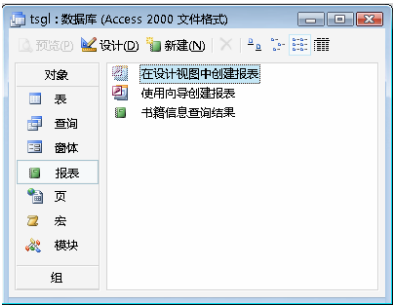 tsgl : 数据库 (Access 2000 文件格式)
预览(P) 设计(D) 新建(N)
对象
表
查询
窗体
报表
页
宏
模块
组
在设计视图中创建报表
使用向导创建报表
书籍信息查询结果